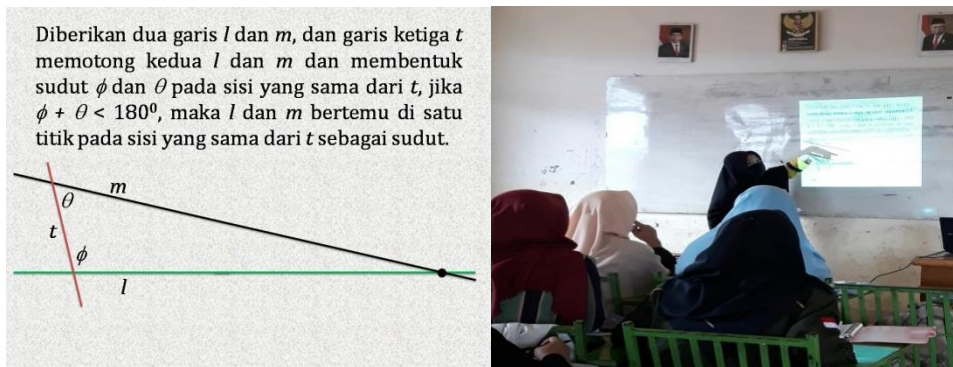 Diberikan dua garis l dan m, dan garis ketiga t
memotong kedua l dan m dan membentuk
sudut ϕ dan θ pada sisi yang sama dari t, jika
ϕ + θ < 180⁰, maka l dan m bertemu di satu
titik pada sisi yang sama dari t sebagai sudut.
m
θ
t
ϕ
l